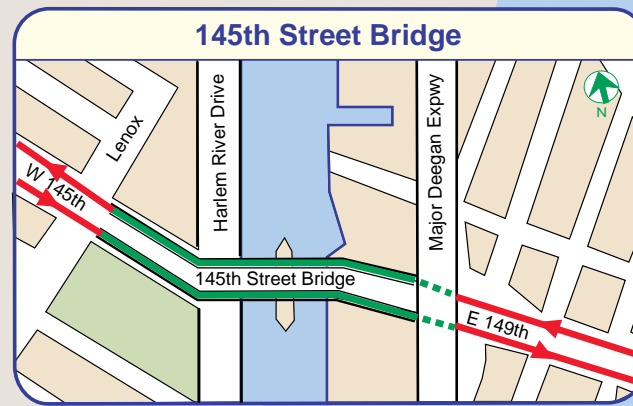 145th Street Bridge
Lenox
Harlem River Drive
Major Deegan Expwy
N
W 145th
145th Street Bridge
E 149th